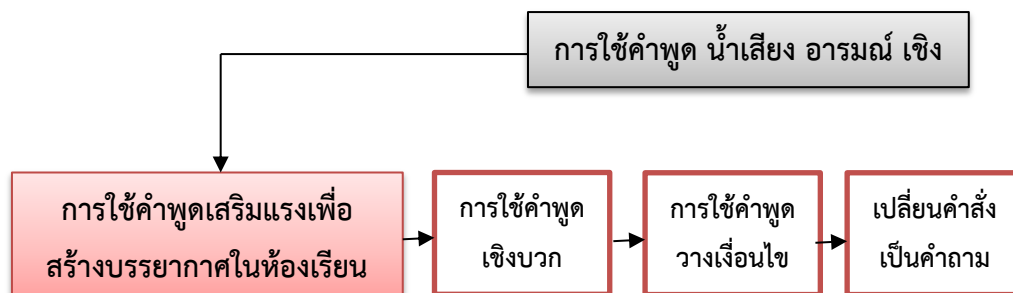 การใช้คำพูด น้ำเสียง อารมณ์ เชิง
การใช้คำพูดเสริมแรงเพื่อ
สร้างบรรยากาศในห้องเรียน
การใช้คำพูด
เชิงบวก
การใช้คำพูด
วางเงื่อนไข
เปลี่ยนคำสั่ง
เป็นคำถาม